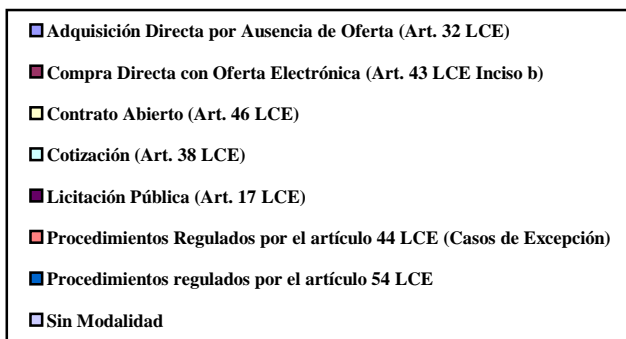 Adquisición Directa por Ausencia de Oferta (Art. 32 LCE)
Compra Directa con Oferta Electrónica (Art. 43 LCE Inciso b)
Contrato Abierto (Art. 46 LCE)
Cotización (Art. 38 LCE)
Licitación Pública (Art. 17 LCE)
Procedimientos Regulados por el artículo 44 LCE (Casos de Excepción)
Procedimientos regulados por el artículo 54 LCE
Sin Modalidad